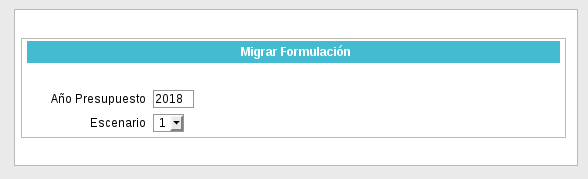 Migrar Formulación
Año Presupuesto 2018
Escenario 1